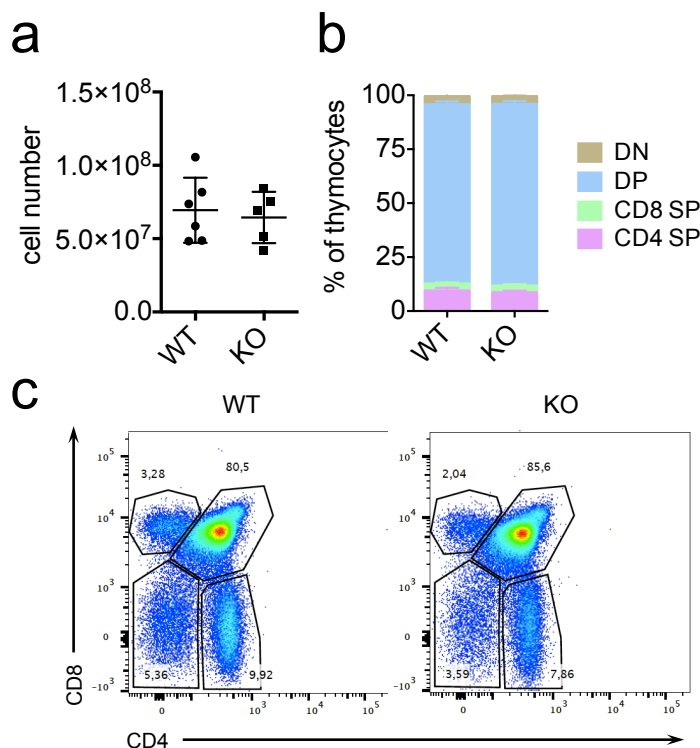 a
cell number
1.5×10⁸
1.0×10⁸
5.0×10⁷
0.0
WT
KO
b
% of thymocytes
100
75
50
25
0
WT
KO
DN
DP
CD8 SP
CD4 SP
c
WT
KO
CD8
10⁵
10⁴
10³
0
-10³
3,28
80,5
5,36
9,92
0
10³
10⁴
10⁵
10⁵
10⁴
10³
0
-10³
2,04
85,6
3,59
7,86
0
10³
10⁴
10⁵
CD4